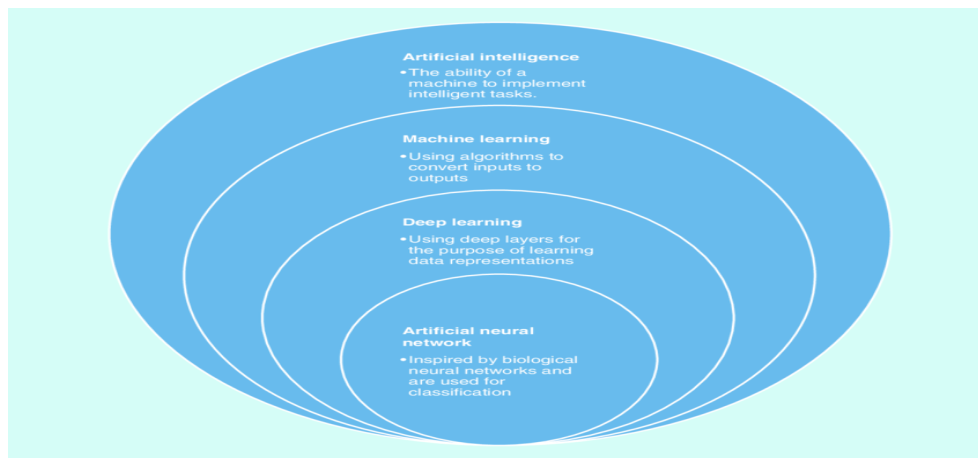 Artificial intelligence
•The ability of a
machine to implement
intelligent tasks.
Machine learning
•Using algorithms to
convert inputs to
outputs
Deep learning
•Using deep layers for
the purpose of learning
data representations
Artificial neural
network
•Inspired by biological
neural networks and
are used for
classification